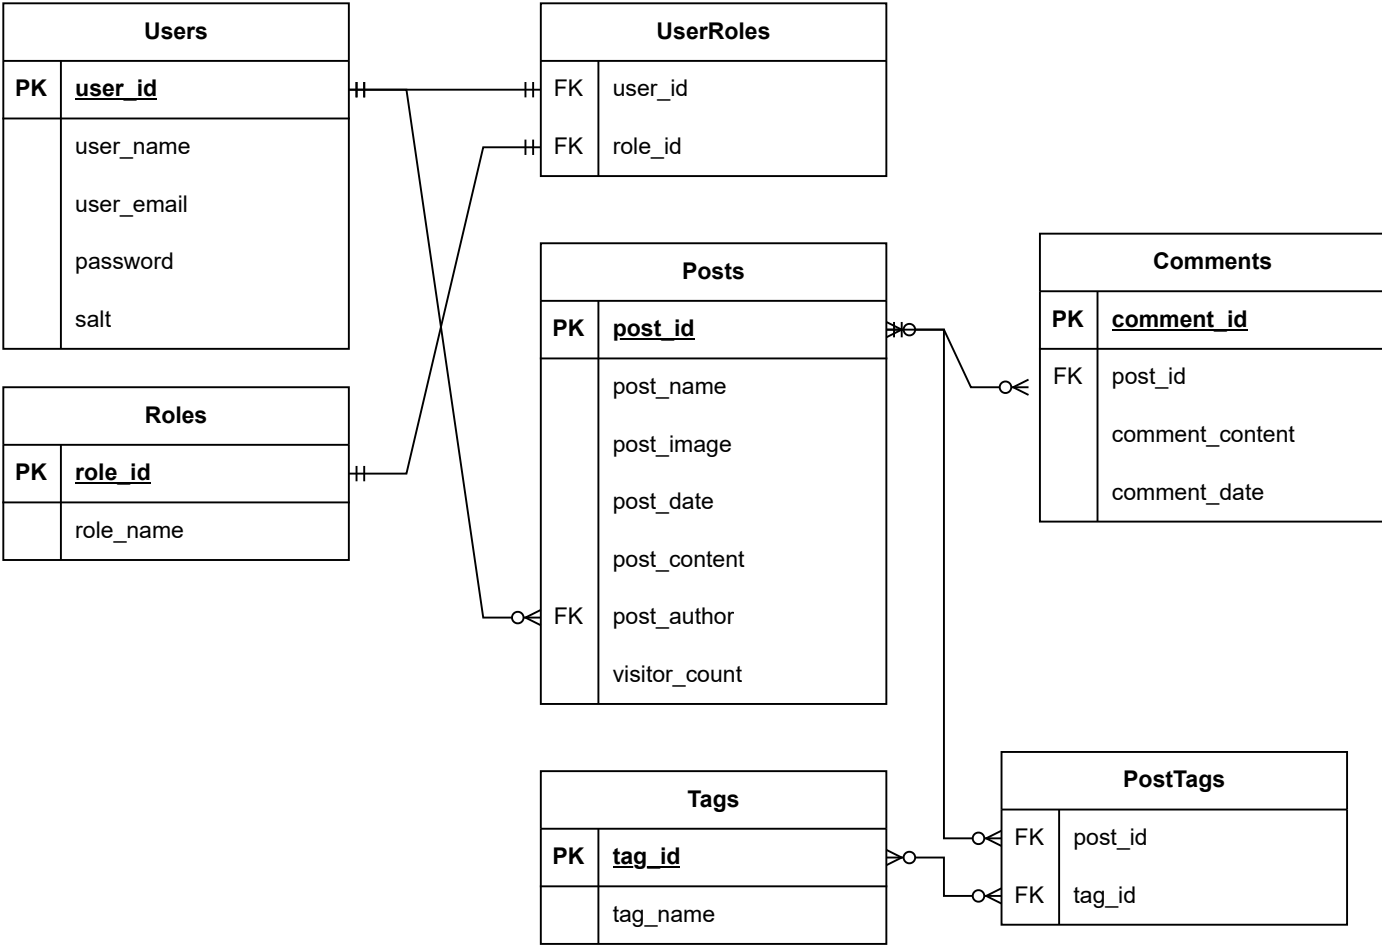 Users
PK user_id
user_name
user_email
password
salt
Roles
PK role_id
role_name
UserRoles
FK user_id
FK role_id
Posts
PK post_id
post_name
post_image
post_date
post_content
FK post_author
visitor_count
Comments
PK comment_id
FK post_id
comment_content
comment_date
Tags
PK tag_id
tag_name
PostTags
FK post_id
FK tag_id